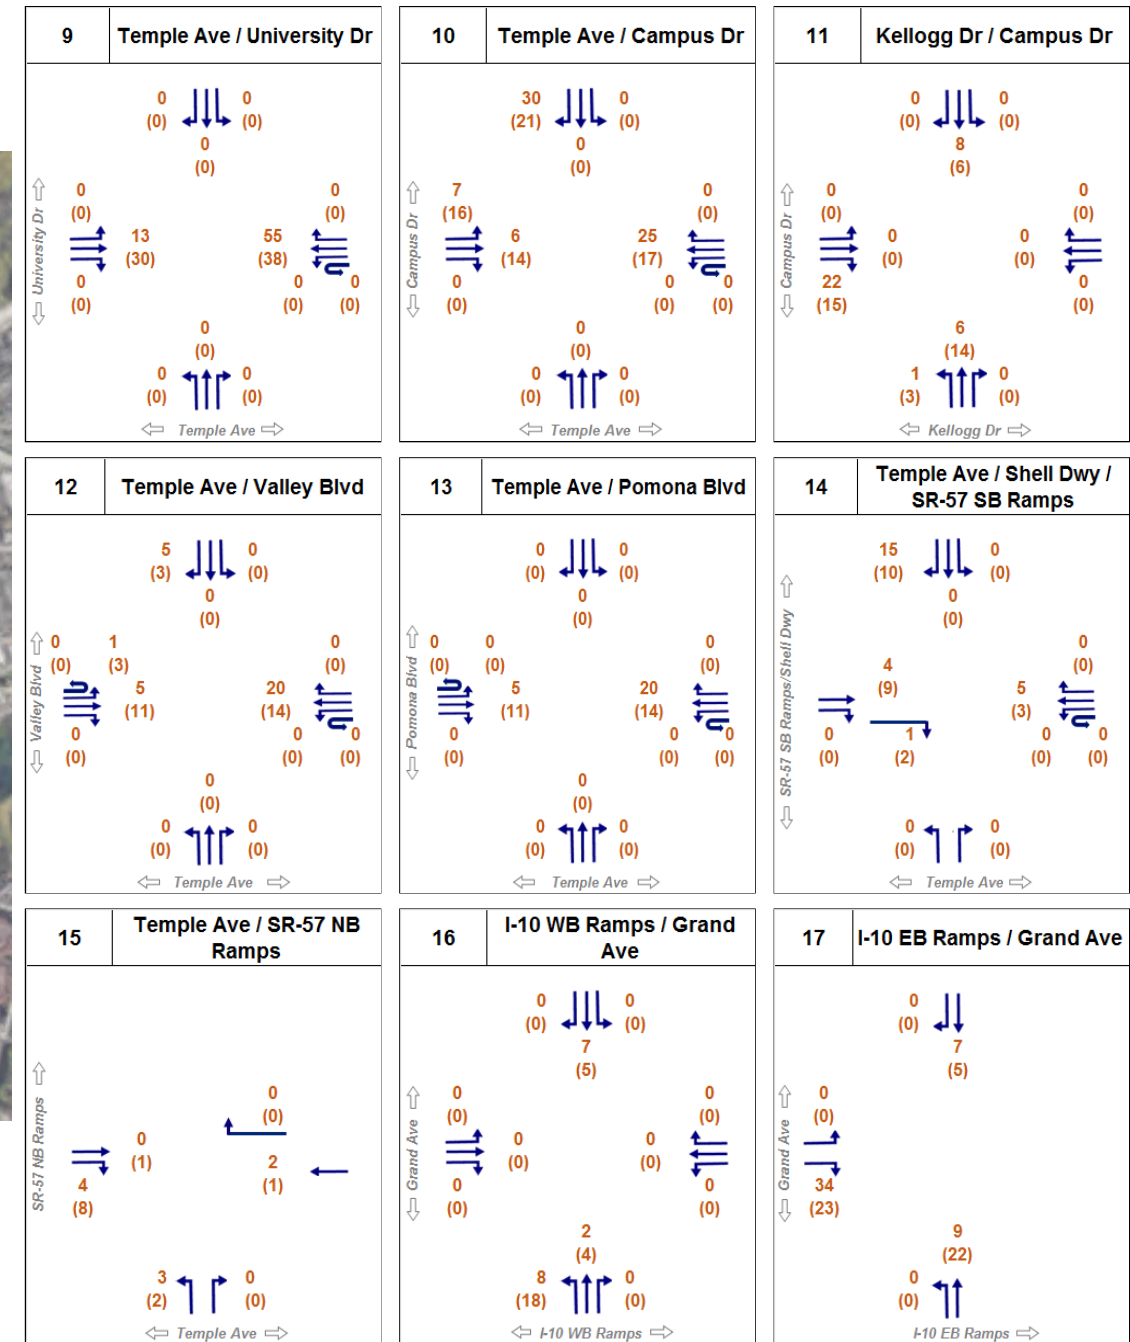 9 Temple Ave / University Dr
0 0
(0) (0)
0
(0)
0 0
(0) (0)
13 55
(30) (38)
0 0 0
(0) (0) (0)
0
(0)
0 0
(0) (0)
University Dr
Temple Ave
10 Temple Ave / Campus Dr
30 0
(21) (0)
0
(0)
7 0
(16) (0)
6 25
(14) (17)
0 0 0
(0) (0) (0)
0
(0)
0 0
(0) (0)
Campus Dr
Temple Ave
11 Kellogg Dr / Campus Dr
0 0
(0) (0)
8
(6)
0 0
(0) (0)
0 0
(0) (0)
22 0
(15) (0)
6
(14)
1 0
(3) (0)
Campus Dr
Kellogg Dr
12 Temple Ave / Valley Blvd
5 0
(3) (0)
0
(0)
0 1 0
(0) (3) (0)
5 20
(11) (14)
0 0 0
(0) (0) (0)
0
(0)
0 0
(0) (0)
Valley Blvd
Temple Ave
13 Temple Ave / Pomona Blvd
0 0
(0) (0)
0
(0)
0 0 0
(0) (0) (0)
5 20
(11) (14)
0 0 0
(0) (0) (0)
0
(0)
0 0
(0) (0)
Pomona Blvd
Temple Ave
14 Temple Ave / Shell Dwy /
SR-57 SB Ramps
15 0
(10) (0)
0
(0)
0
(0)
4 5
(9) (3)
0 1 0 0
(0) (2) (0) (0)
0 0
(0) (0)
SR-57 SB Ramps/Shell Dwy
Temple Ave
15 Temple Ave / SR-57 NB
Ramps
0
(0)
0 2
(1) (1)
4
(8)
3 0
(2) (0)
SR-57 NB Ramps
Temple Ave
16 I-10 WB Ramps / Grand
Ave
0 0
(0) (0)
7
(5)
0 0
(0) (0)
0 0
(0) (0)
0 0
(0) (0)
2
(4)
8 0
(18) (0)
Grand Ave
I-10 WB Ramps
17 I-10 EB Ramps / Grand Ave
0
(0)
7
(5)
0
(0)
34
(23)
9
(22)
0
(0)
Grand Ave
I-10 EB Ramps